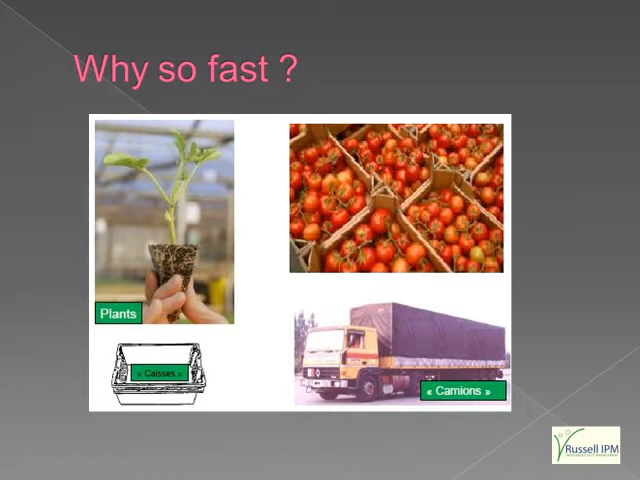 Why so fast ?
Plants
« Caisses »
« Camions »
Russell IPM